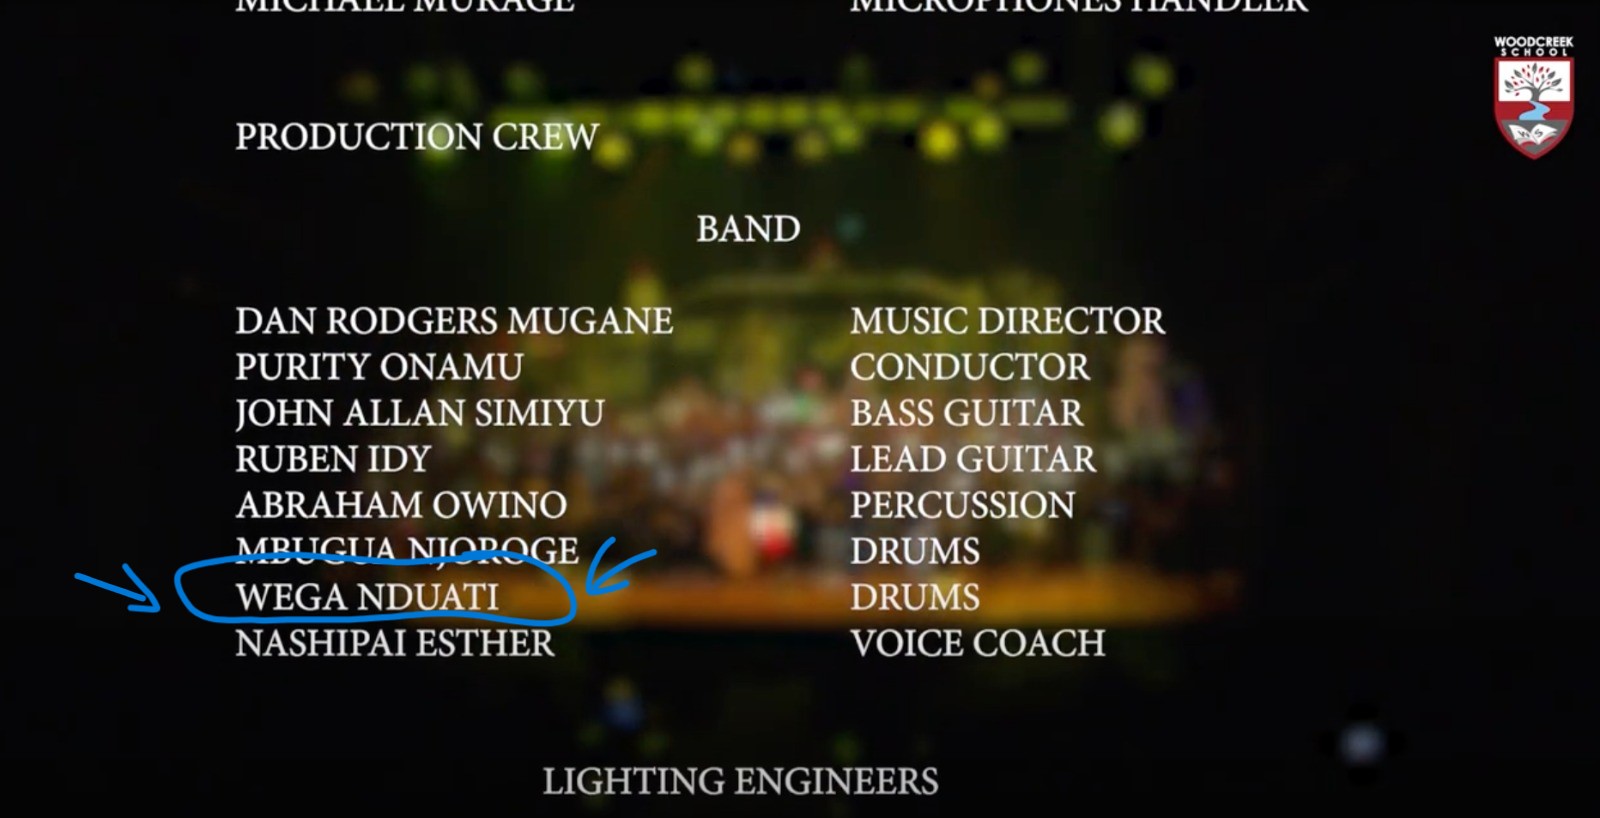 MICHAEL MURAGE MICROPHONES HANDLER
WOODCREEK
SCHOOL
WS
PRODUCTION CREW
BAND
DAN RODGERS MUGANE MUSIC DIRECTOR
PURITY ONAMU CONDUCTOR
JOHN ALLAN SIMIYU BASS GUITAR
RUBEN IDY LEAD GUITAR
ABRAHAM OWINO PERCUSSION
MBUGUA NJOROGE DRUMS
WEGA NDUATI DRUMS
NASHIPAI ESTHER VOICE COACH
LIGHTING ENGINEERS